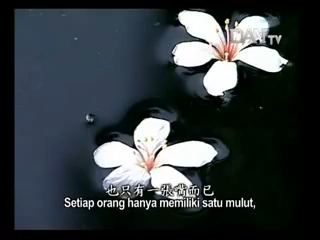 也只有一張嘴而已
Setiap orang hanya memiliki satu mulut,